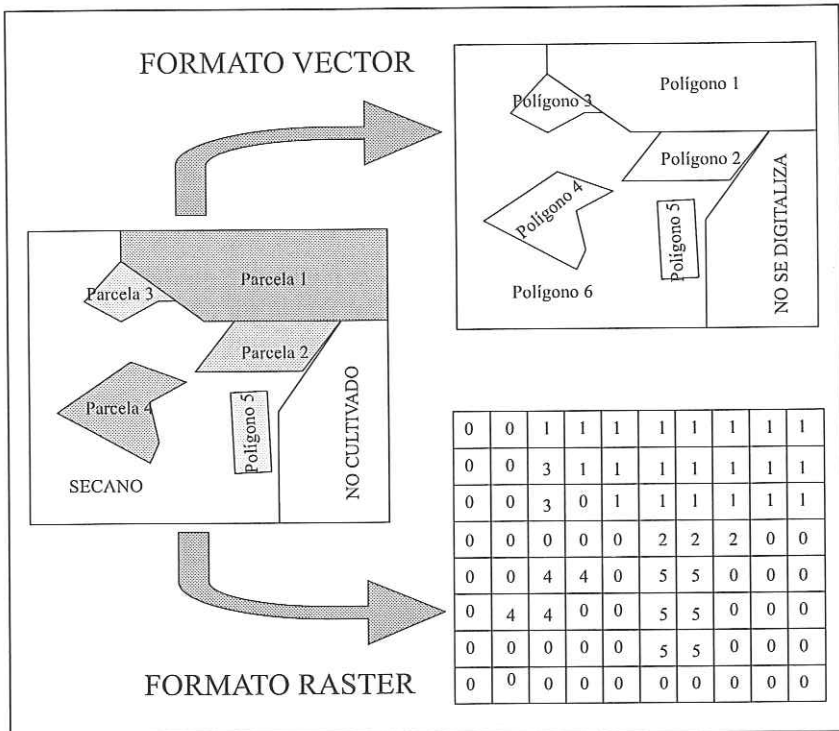 FORMATO VECTOR
Polígono 1
Polígono 3
Polígono 2
Polígono 4
Polígono 5
Polígono 6
NO SE DIGITALIZA
Parcela 1
Parcela 3
Parcela 2
Parcela 4
Polígono 5
SECANO
NO CULTIVADO
0 0 1 1 1 1 1 1 1 1
0 0 3 1 1 1 1 1 1 1
0 0 3 0 1 1 1 1 1 1
0 0 0 0 0 2 2 2 0 0
0 0 4 4 0 5 5 0 0 0
0 4 4 0 0 5 5 0 0 0
0 0 0 0 0 5 5 0 0 0
0 0 0 0 0 0 0 0 0 0
FORMATO RASTER